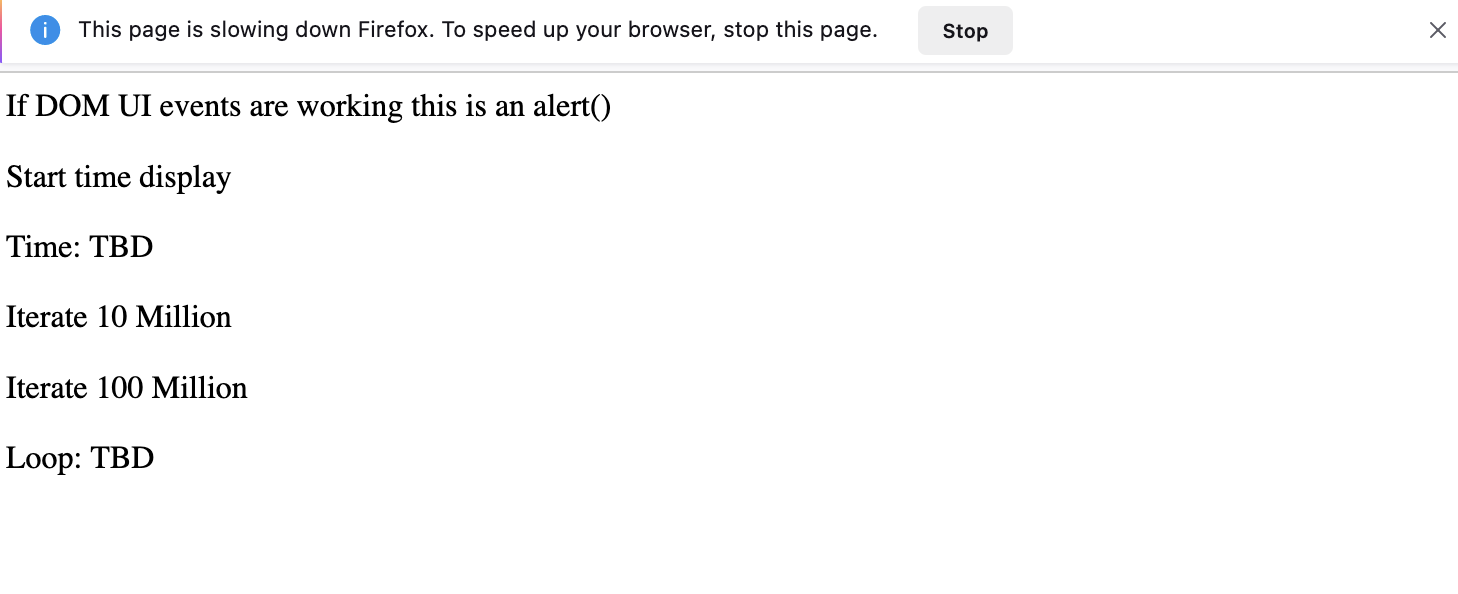 This page is slowing down Firefox. To speed up your browser, stop this page. Stop
If DOM UI events are working this is an alert()
Start time display
Time: TBD
Iterate 10 Million
Iterate 100 Million
Loop: TBD